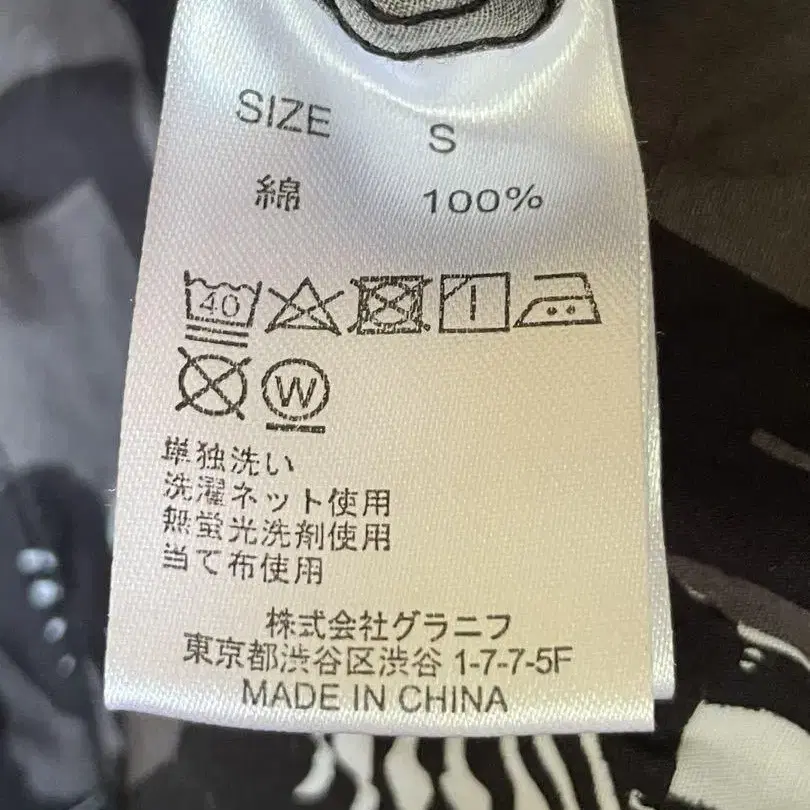 SIZE S
綿 100%
40
W
単独洗い
洗濯ネット使用
無蛍光洗剤使用
当て布使用
株式会社グラニフ
東京都渋谷区渋谷 1-7-7-5F
MADE IN CHINA